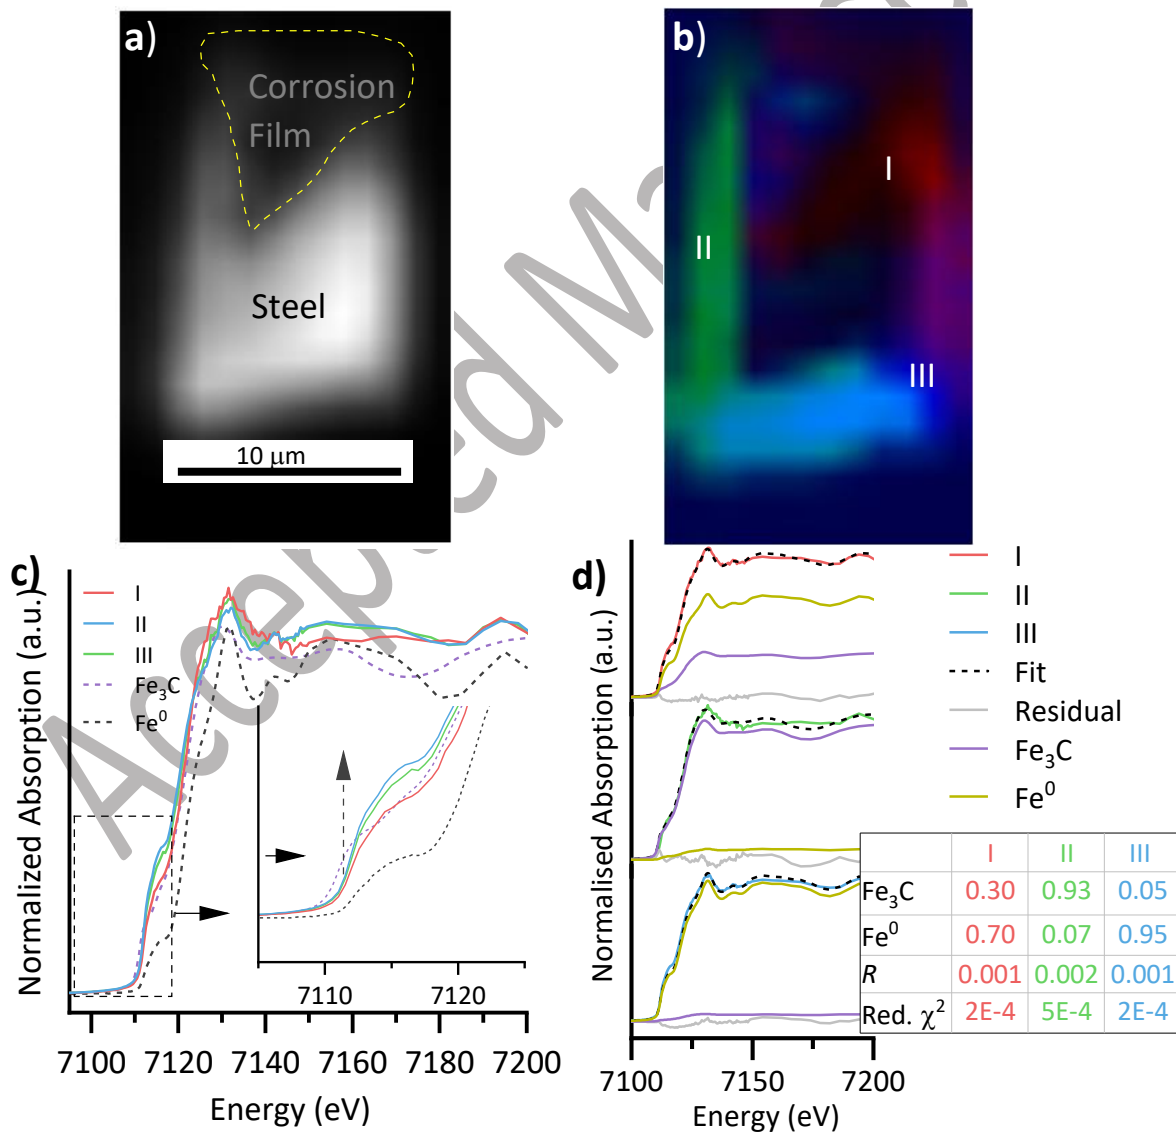 a)
Corrosion
Film
Steel
10 μm
b)
I
II
III
Accepted Ma
c)
I
II
III
Fe₃C
Fe⁰
Normalized Absorption (a.u.)
7110 7120
7100 7120 7140 7160 7180 7200
Energy (eV)
d)
I
II
III
Fit
Residual
Fe₃C
Fe⁰
Normalised Absorption (a.u.)
I II III
Fe₃C 0.30 0.93 0.05
Fe⁰ 0.70 0.07 0.95
R 0.001 0.002 0.001
Red. χ² 2E-4 5E-4 2E-4
7100 7150 7200
Energy (eV)